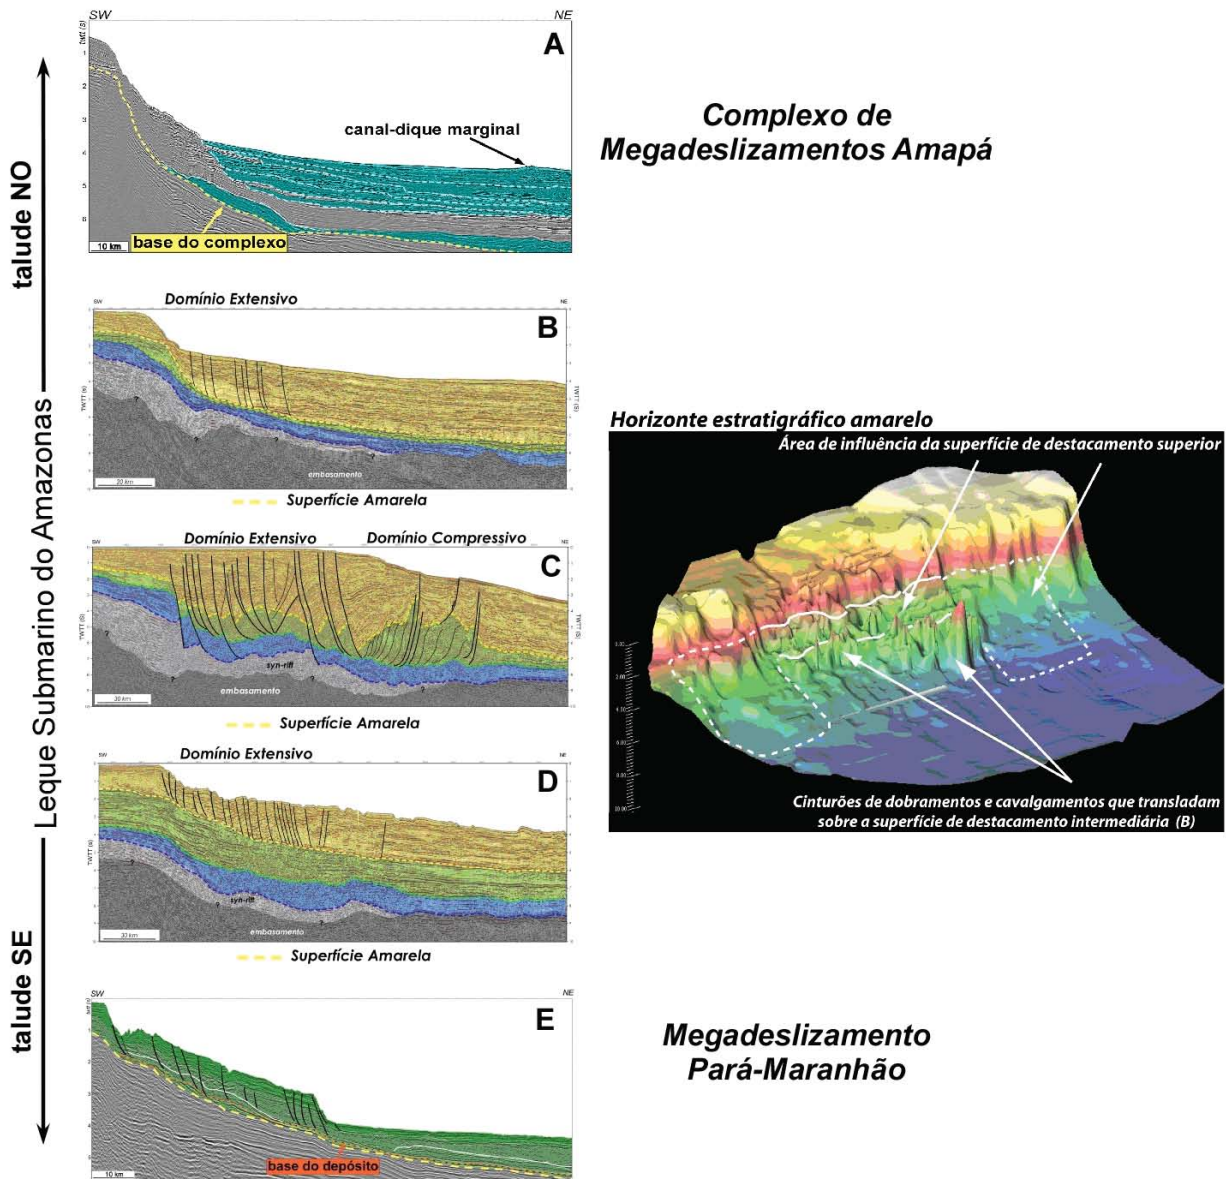 SW
NE
twtt (s)
A
canal-dique marginal
base do complexo
10 km
Complexo de
Megadeslizamentos Amapá
talude NO
Leque Submarino do Amazonas
talude SE
Domínio Extensivo
SW
NE
B
TWTT (s)
TWTT (s)
?
?
?
embasamento
20 km
Superfície Amarela
Domínio Extensivo
Domínio Compressivo
SW
NE
C
TWTT (s)
?
syn-rift
?
?
embasamento
30 km
Superfície Amarela
Domínio Extensivo
SW
NE
D
TWTT (s)
?
syn-rift
?
?
embasamento
30 km
Superfície Amarela
SW
NE
E
base do depósito
10 km
Horizonte estratigráfico amarelo
Área de influência da superfície de destacamento superior
Cinturões de dobramentos e cavalgamentos que transladam
sobre a superfície de destacamento intermediária (B)
Megadeslizamento
Pará-Maranhão